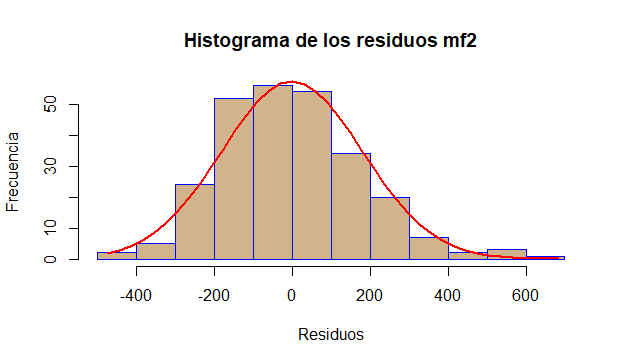 Histograma de los residuos mf2
Frecuencia
0 10 30 50
-400 -200 0 200 400 600
Residuos